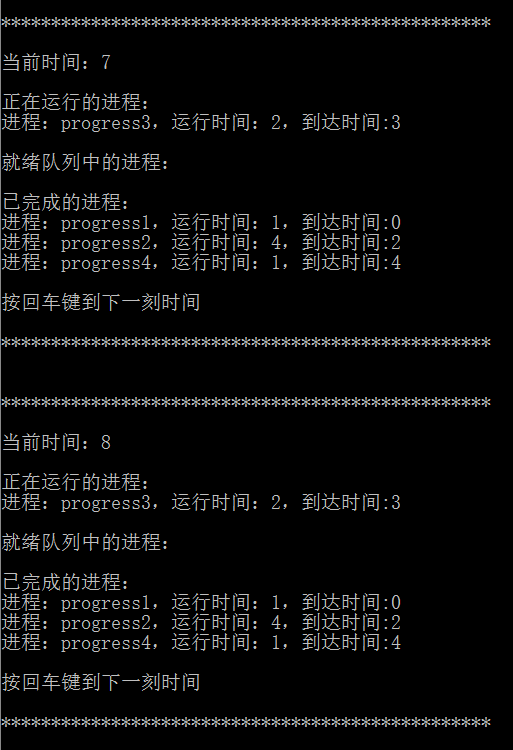 *************************************************
当前时间：7
正在运行的进程：
进程：progress3，运行时间：2，到达时间:3
就绪队列中的进程：
已完成的进程：
进程：progress1，运行时间：1，到达时间:0
进程：progress2，运行时间：4，到达时间:2
进程：progress4，运行时间：1，到达时间:4
按回车键到下一刻时间
*************************************************
*************************************************
当前时间：8
正在运行的进程：
进程：progress3，运行时间：2，到达时间:3
就绪队列中的进程：
已完成的进程：
进程：progress1，运行时间：1，到达时间:0
进程：progress2，运行时间：4，到达时间:2
进程：progress4，运行时间：1，到达时间:4
按回车键到下一刻时间
*************************************************